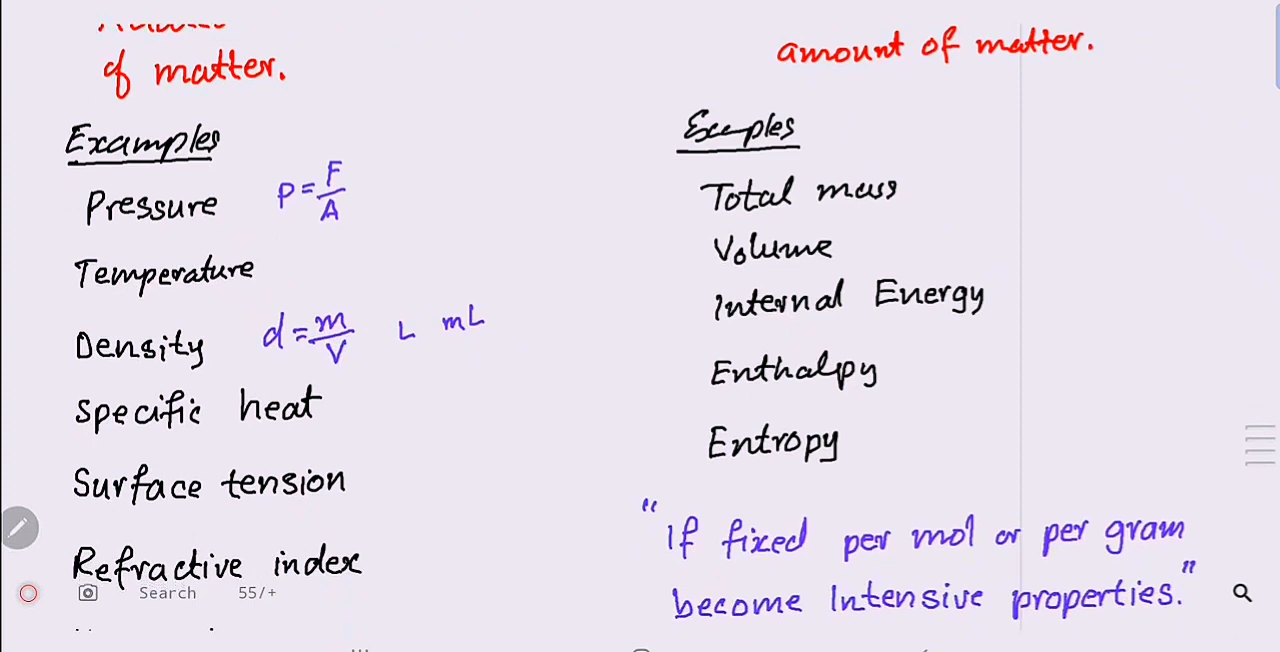 of matter.
Examples
Pressure P = F/A
Temperature
Density d = m/V L mL
Specific heat
Surface tension
Refractive index
Search 55/+
amount of matter.
Total mass
Volume
Internal Energy
Enthalpy
Entropy
"If fixed per mol or per gram
become Intensive properties."